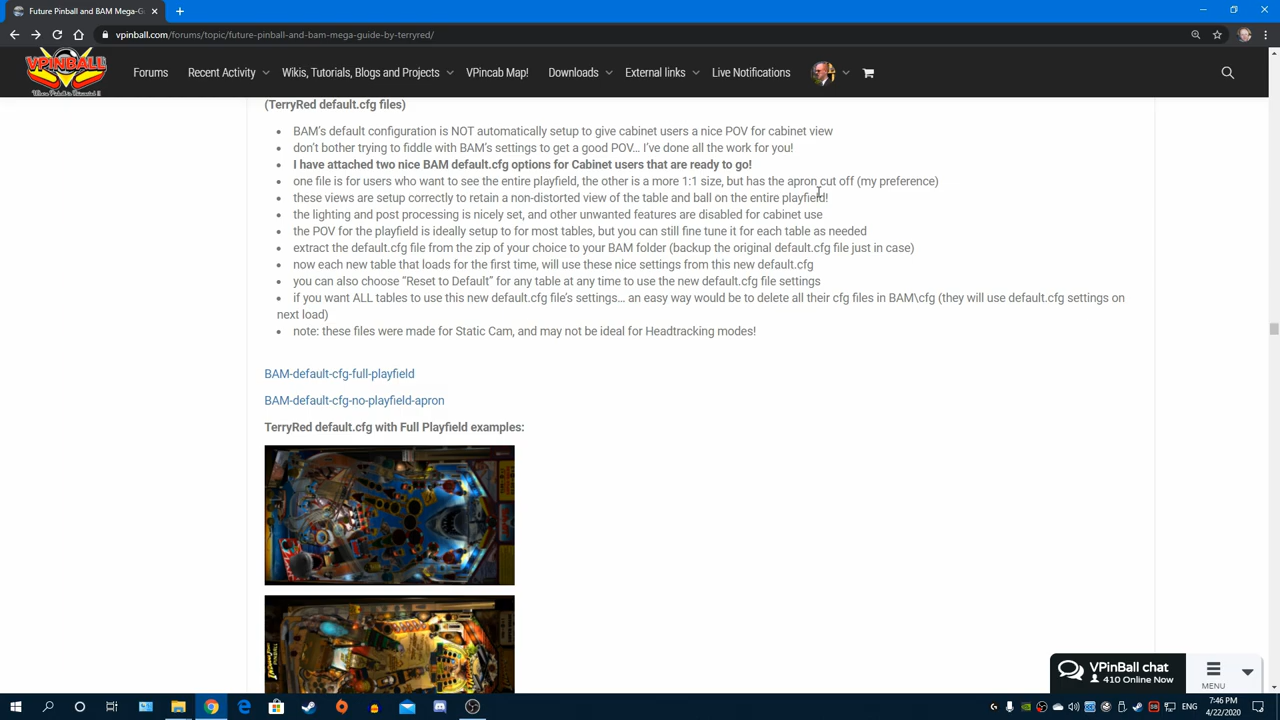 Future Pinball and BAM Mega-G
vpinball.com/forums/topic/future-pinball-and-bam-mega-guide-by-terryred/
VPINBALL
Forums
Recent Activity
Wikis, Tutorials, Blogs and Projects
VPincab Map!
Downloads
External links
Live Notifications
(TerryRed default.cfg files)
BAM's default configuration is NOT automatically setup to give cabinet users a nice POV for cabinet view
don't bother trying to fiddle with BAM's settings to get a good POV… I've done all the work for you!
I have attached two nice BAM default.cfg options for Cabinet users that are ready to go!
one file is for users who want to see the entire playfield, the other is a more 1:1 size, but has the apron cut off (my preference)
these views are setup correctly to retain a non-distorted view of the table and ball on the entire playfield!
the lighting and post processing is nicely set, and other unwanted features are disabled for cabinet use
the POV for the playfield is ideally setup to for most tables, but you can still fine tune it for each table as needed
extract the default.cfg file from the zip of your choice to your BAM folder (backup the original default.cfg file just in case)
now each new table that loads for the first time, will use these nice settings from this new default.cfg
you can also choose “Reset to Default” for any table at any time to use the new default.cfg file settings
if you want ALL tables to use this new default.cfg file's settings… an easy way would be to delete all their cfg files in BAM\cfg (they will use default.cfg settings on
next load)
note: these files were made for Static Cam, and may not be ideal for Headtracking modes!
BAM-default-cfg-full-playfield
BAM-default-cfg-no-playfield-apron
TerryRed default.cfg with Full Playfield examples:
VPinBall chat
410 Online Now
MENU
ENG
7:46 PM
4/22/2020